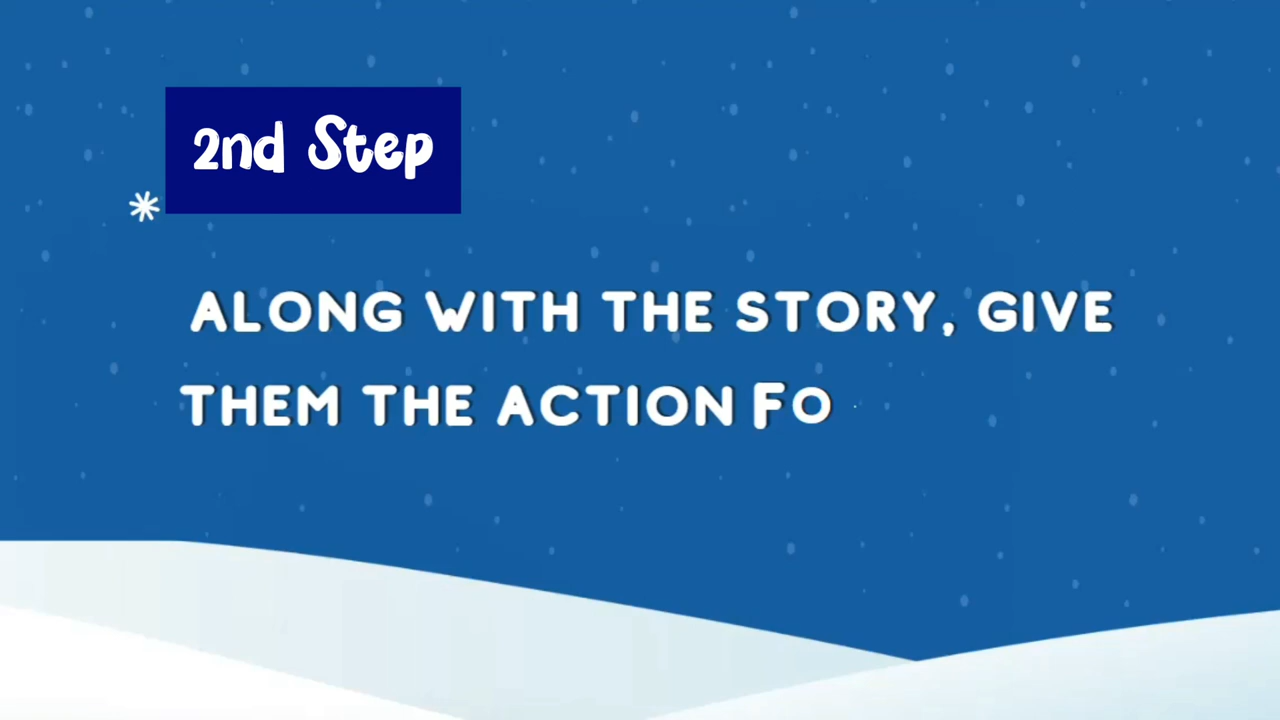 2nd Step
ALONG WITH THE STORY, GIVE
THEM THE ACTION FO